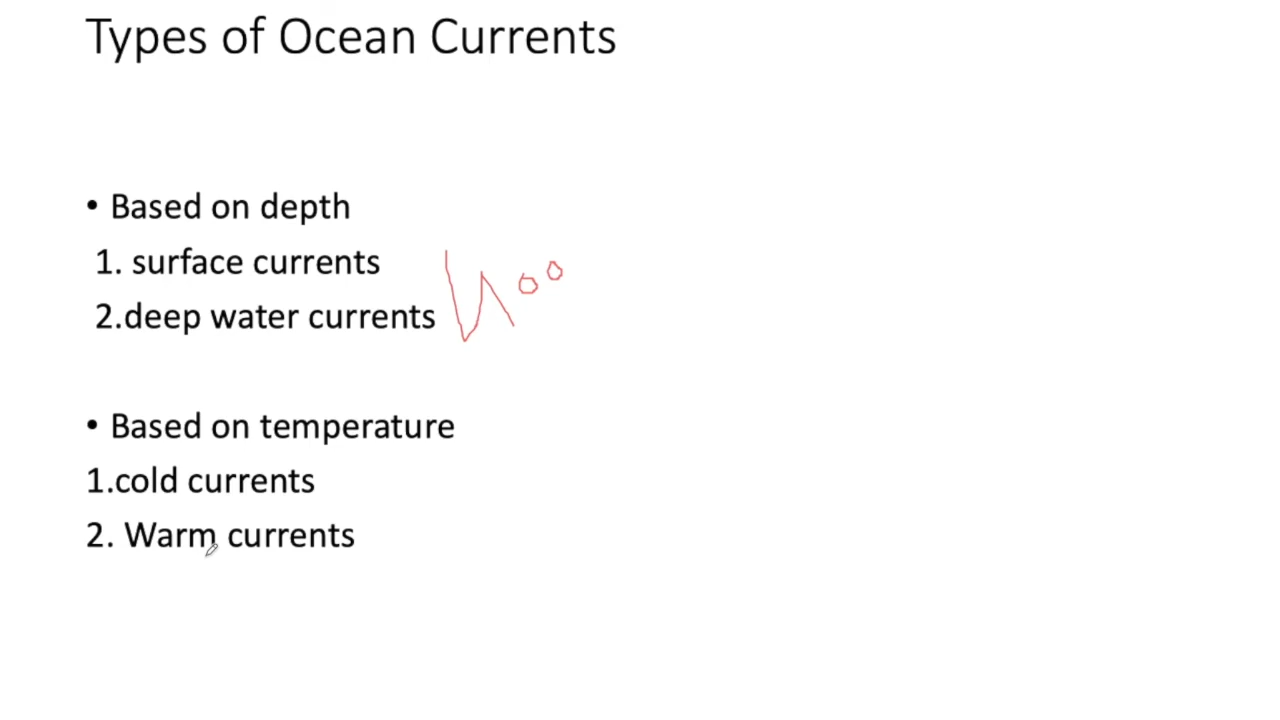 Types of Ocean Currents
• Based on depth
1. surface currents
2.deep water currents
• Based on temperature
1.cold currents
2. Warm currents